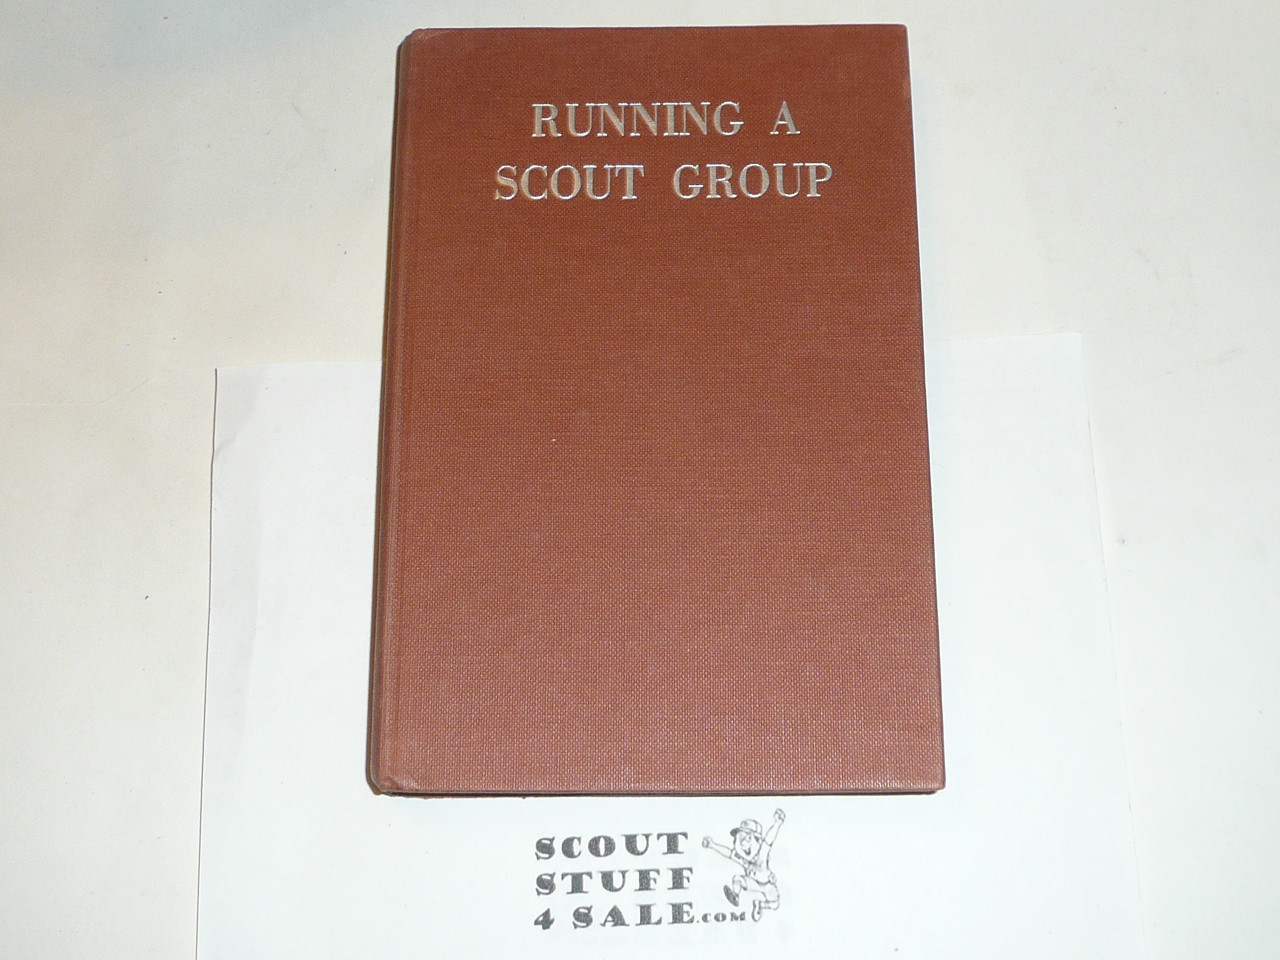 RUNNING A
SCOUT GROUP
SCOUT
STUFF
4 SALE.COM